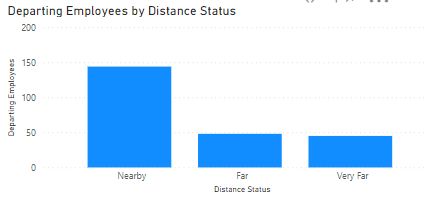 Departing Employees by Distance Status
200
150
100
50
0
Departing Employees
Nearby Far Very Far
Distance Status